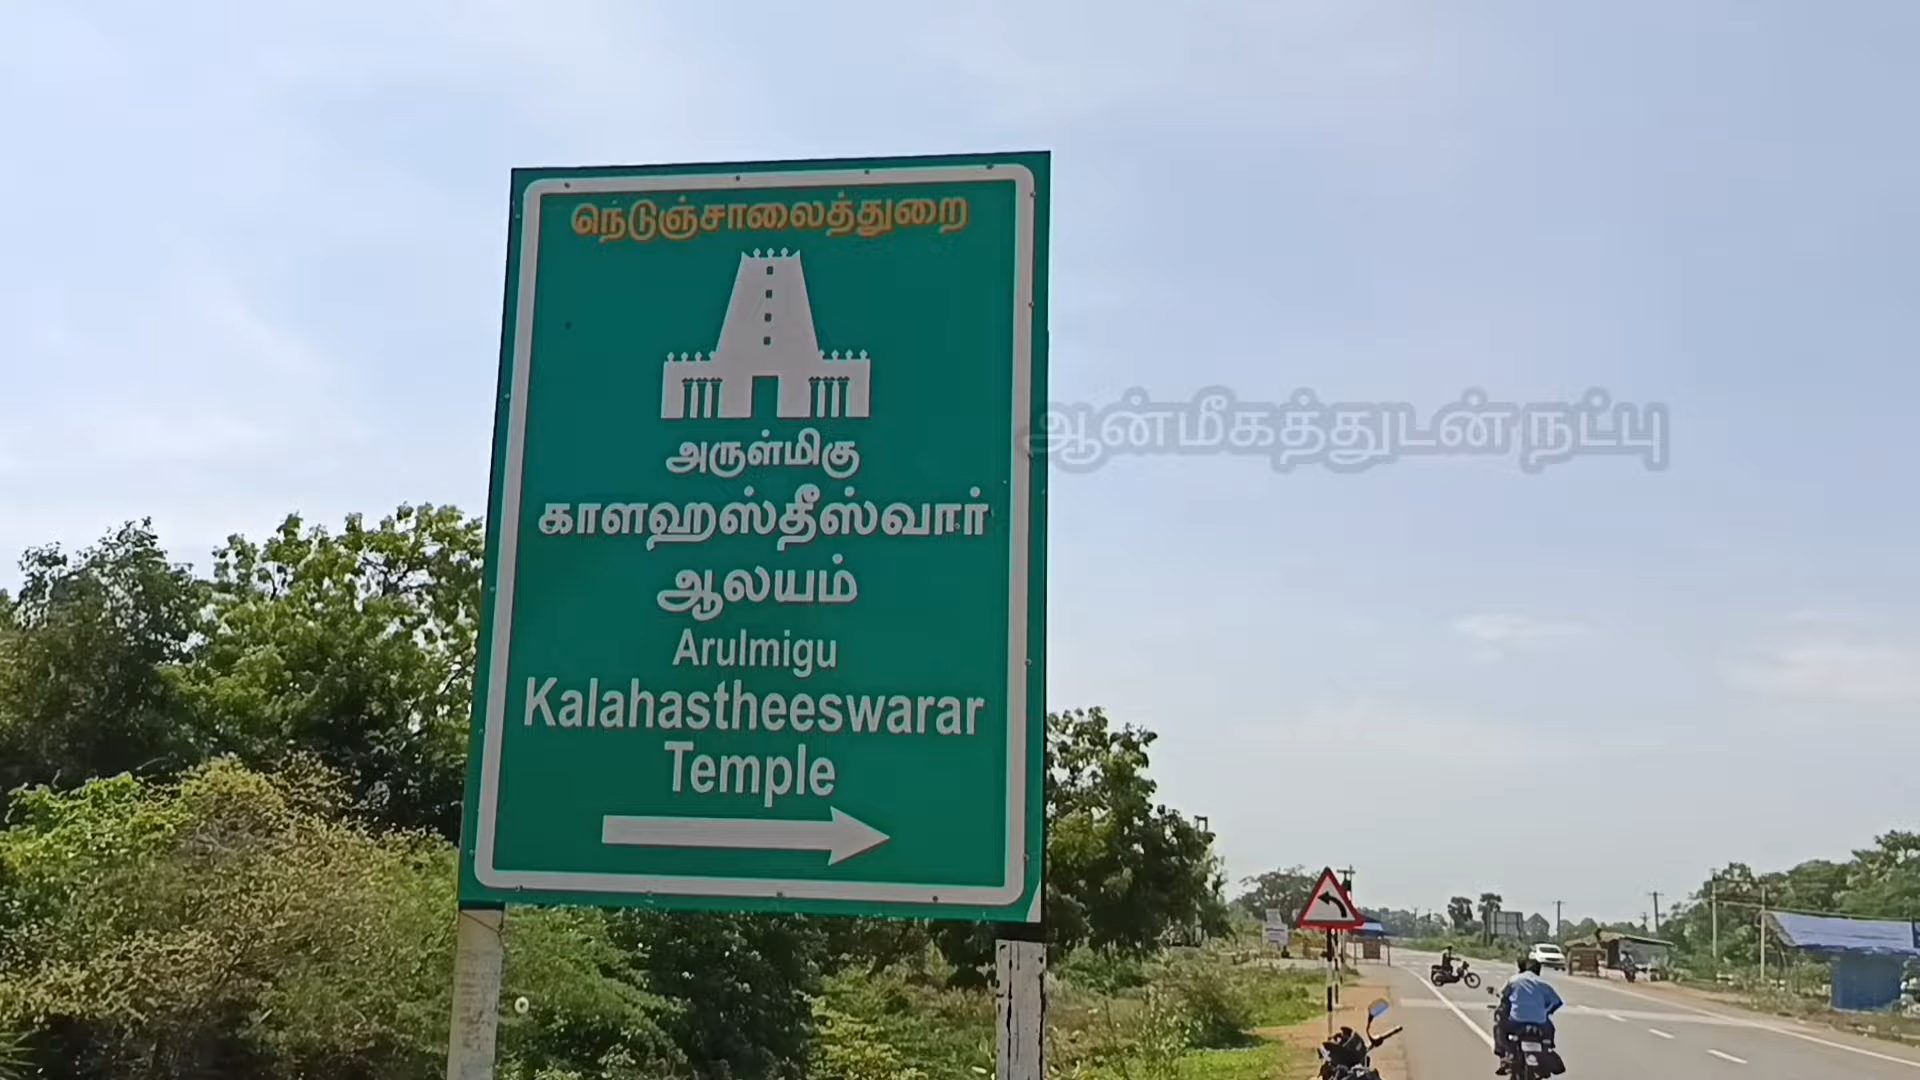 நெடுஞ்சாலைத்துறை
அருள்மிகு
காளஹஸ்தீஸ்வார்
ஆலயம்
Arulmigu
Kalahastheeswarar
Temple
ஆன்மீகத்துடன் நட்பு